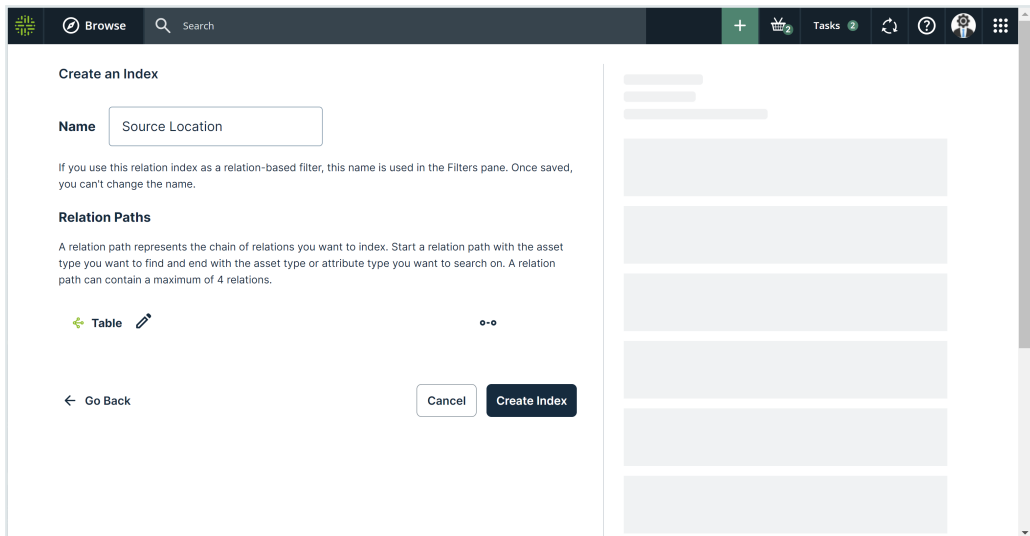 Browse
Search
2
Tasks 2
Create an Index
Name
Source Location
If you use this relation index as a relation-based filter, this name is used in the Filters pane. Once saved,
you can't change the name.
Relation Paths
A relation path represents the chain of relations you want to index. Start a relation path with the asset
type you want to find and end with the asset type or attribute type you want to search on. A relation
path can contain a maximum of 4 relations.
Table
Go Back
Cancel
Create Index